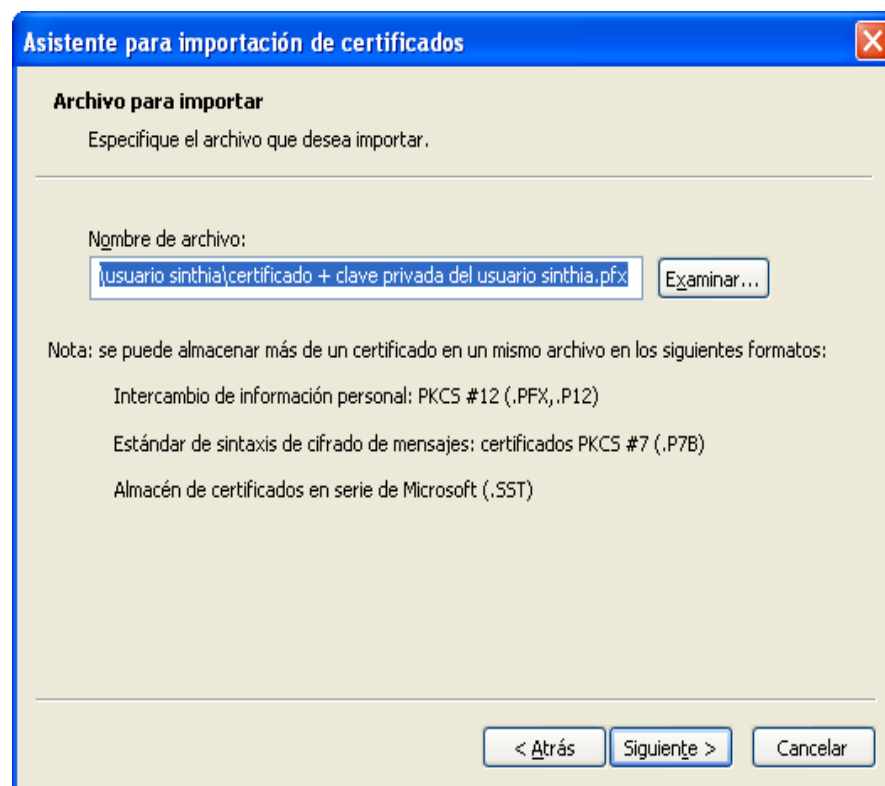 Asistente para importación de certificados
Archivo para importar
Especifique el archivo que desea importar.
Nombre de archivo:
\usuario sinthia\certificado + clave privada del usuario sinthia.pfx
Examinar...
Nota: se puede almacenar más de un certificado en un mismo archivo en los siguientes formatos:
Intercambio de información personal: PKCS #12 (.PFX,.P12)
Estándar de sintaxis de cifrado de mensajes: certificados PKCS #7 (.P7B)
Almacén de certificados en serie de Microsoft (.SST)
< Atrás
Siguiente >
Cancelar